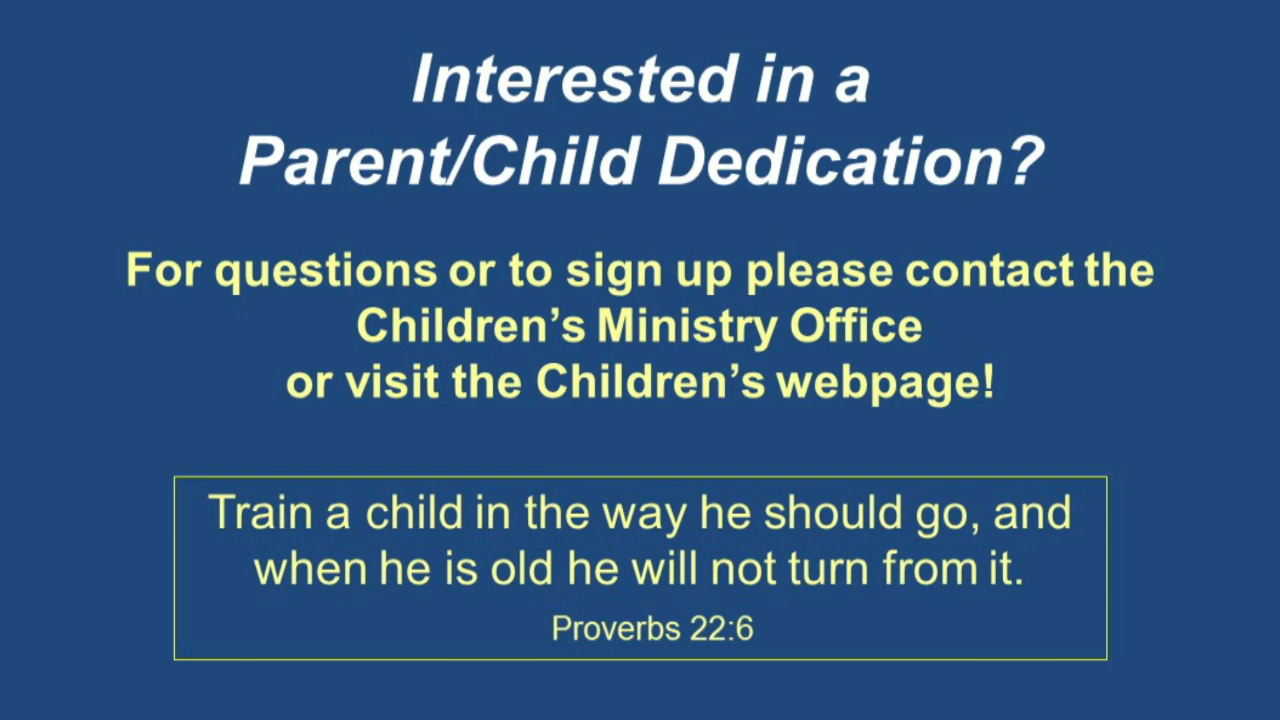 Interested in a
Parent/Child Dedication?
For questions or to sign up please contact the
Children’s Ministry Office
or visit the Children’s webpage!
Train a child in the way he should go, and
when he is old he will not turn from it.
Proverbs 22:6